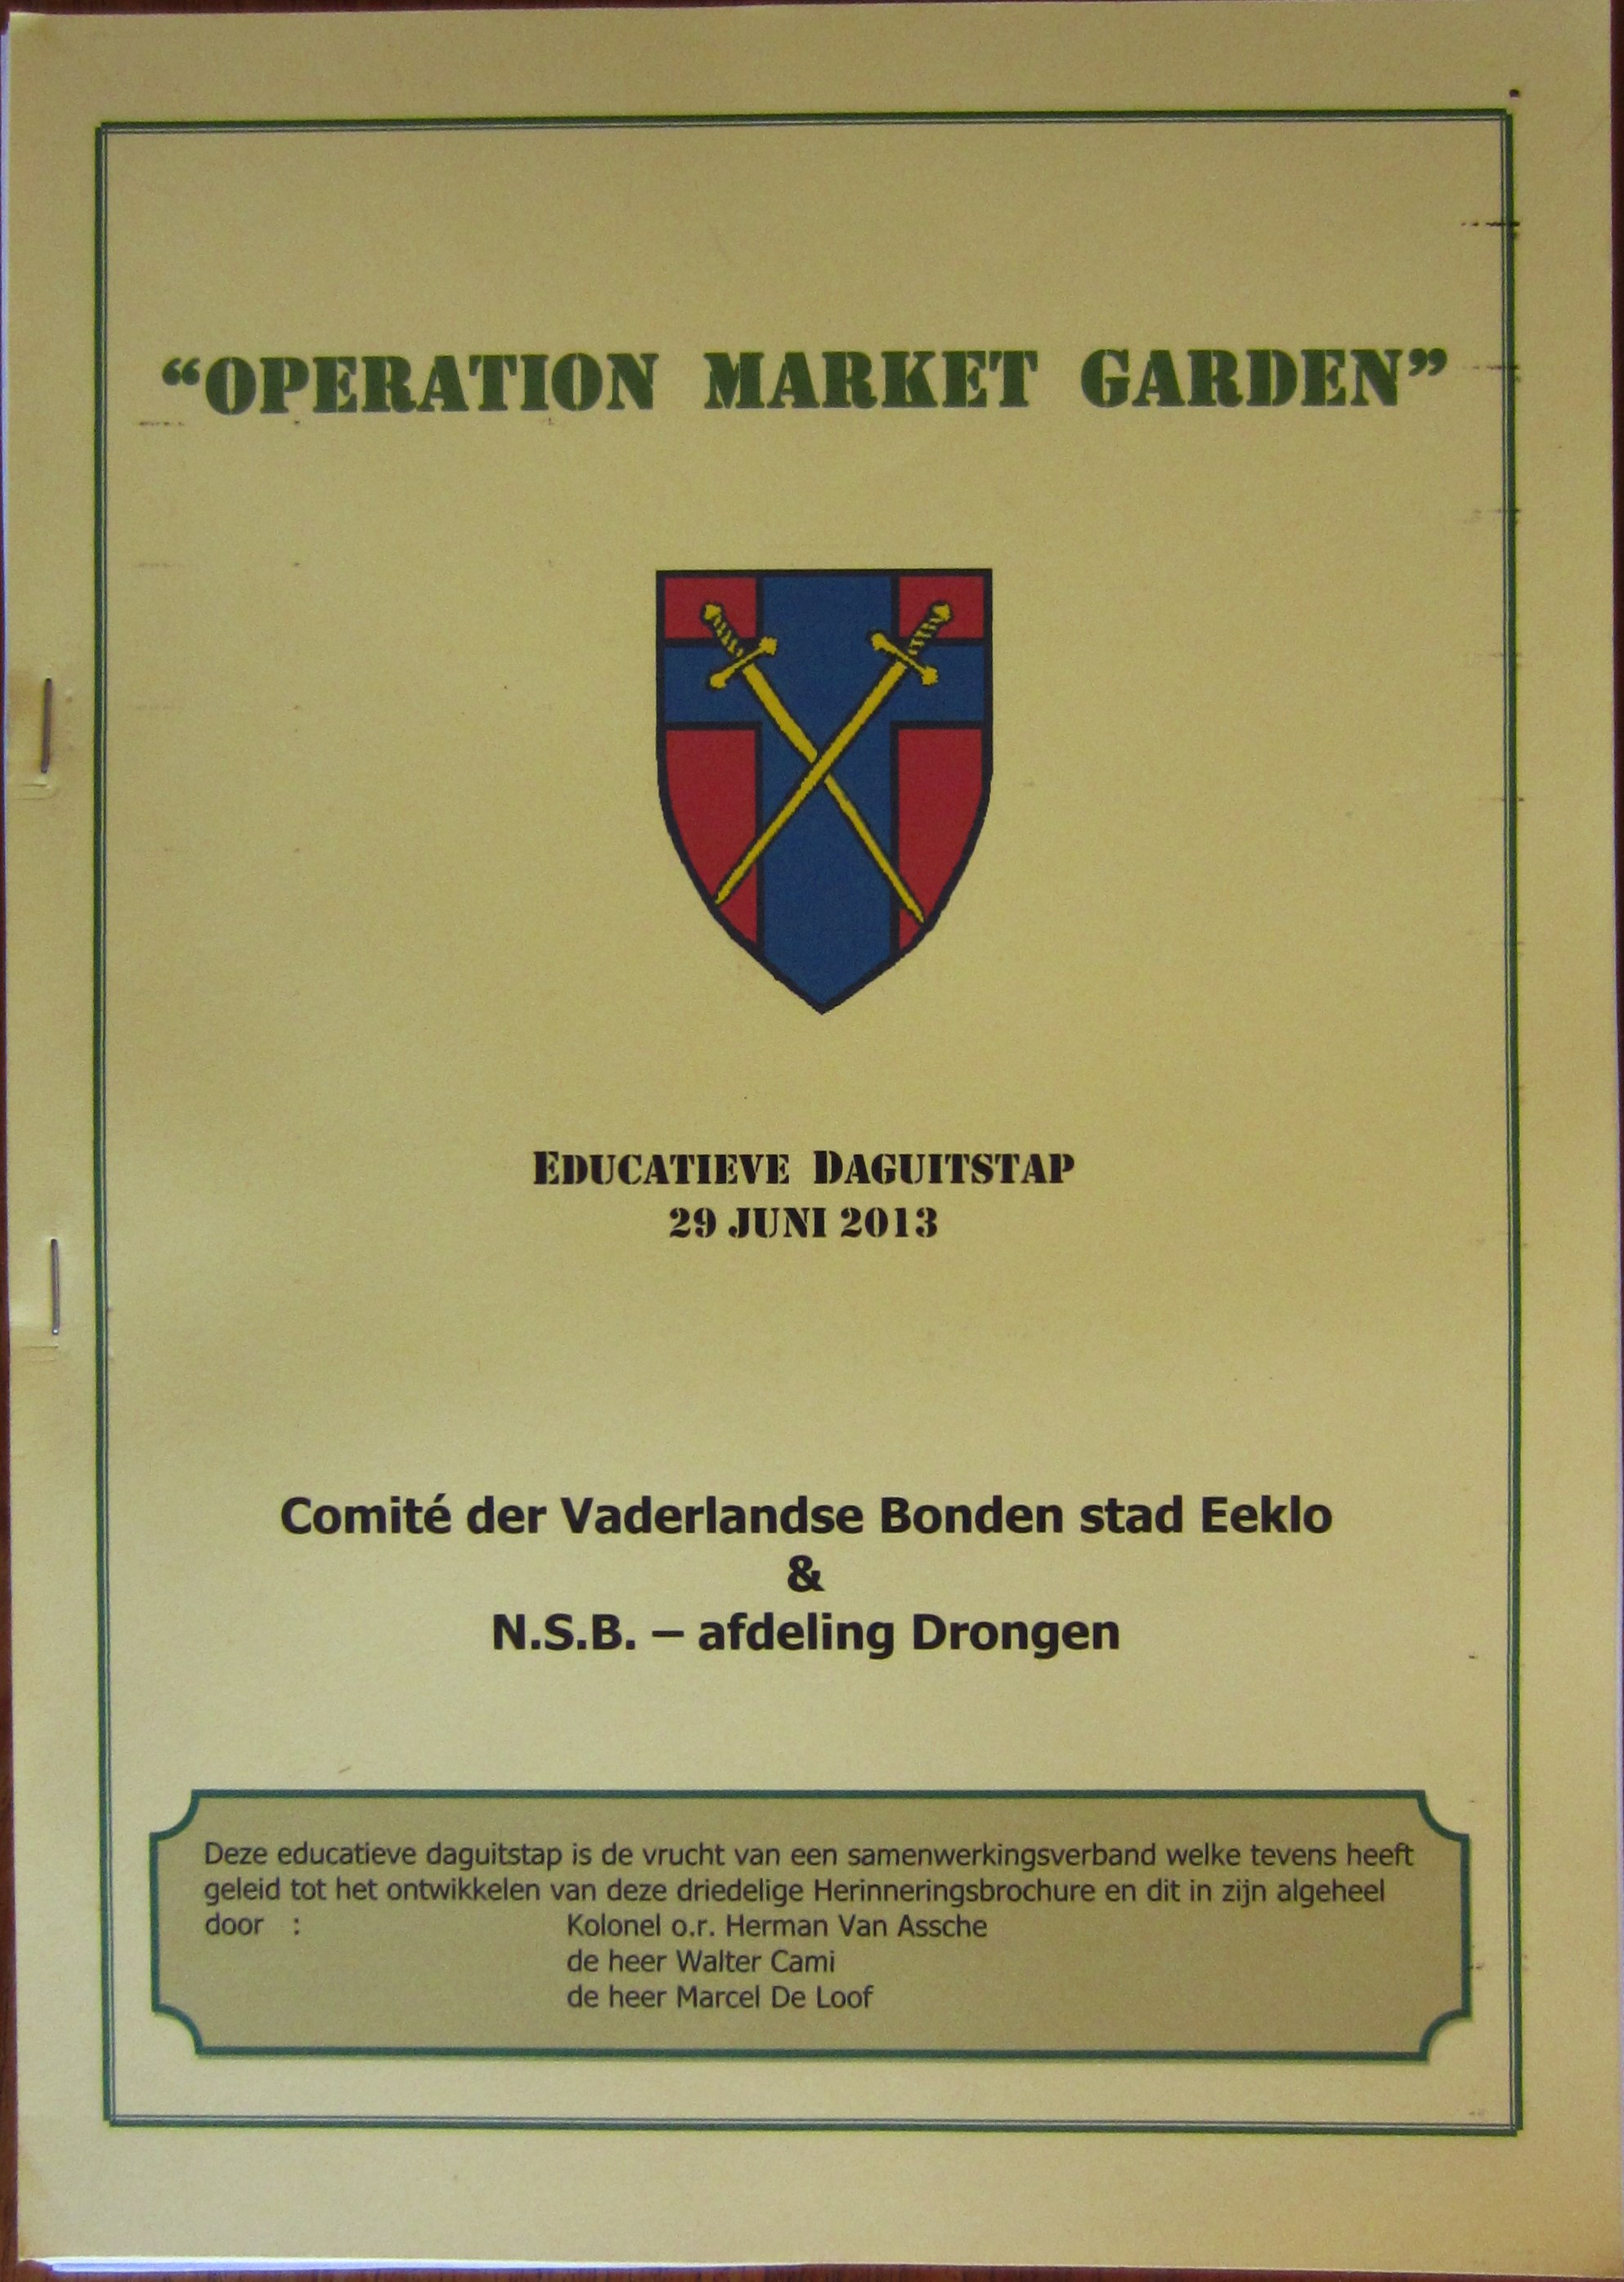 “OPERATION MARKET GARDEN”
EDUCATIEVE DAGUITSTAP
29 JUNI 2013
Comité der Vaderlandse Bonden stad Eeklo
&
N.S.B. – afdeling Drongen
Deze educatieve daguitstap is de vrucht van een samenwerkingsverband welke tevens heeft
geleid tot het ontwikkelen van deze driedelige Herinneringsbrochure en dit in zijn algeheel
door : Kolonel o.r. Herman Van Assche
de heer Walter Cami
de heer Marcel De Loof